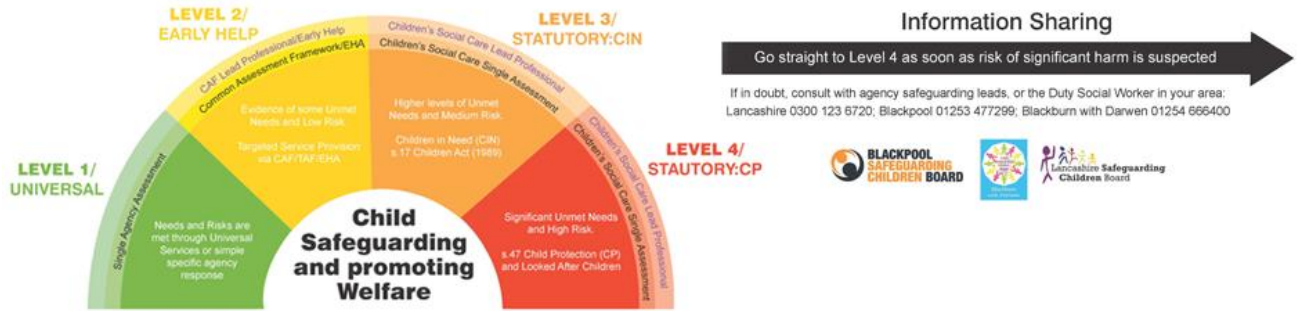 LEVEL 1/
UNIVERSAL
Single Agency Assessment
Needs and Risks are
met through Universal
Services or simple
specific agency
response
LEVEL 2/
EARLY HELP
CAF Lead Professional/Early Help
Common Assessment Framework/EHA
Evidence of some Unmet
Needs and Low Risk.
Targeted Service Provision
via CAF/TAF/EHA
LEVEL 3/
STATUTORY:CIN
Children's Social Care Lead Professional
Children's Social Care Single Assessment
Higher levels of Unmet
Needs and Medium Risk.
Children in Need (CIN)
s.17 Children Act (1989)
LEVEL 4/
STAUTORY:CP
Children's Social Care Lead Professional
Children's Social Care Single Assessment
Significant Unmet Needs
and High Risk.
s.47 Child Protection (CP)
and Looked After Children
Child
Safeguarding
and promoting
Welfare
Information Sharing
Go straight to Level 4 as soon as risk of significant harm is suspected
If in doubt, consult with agency safeguarding leads, or the Duty Social Worker in your area:
Lancashire 0300 123 6720; Blackpool 01253 477299; Blackburn with Darwen 01254 666400
BLACKPOOL
SAFEGUARDING
CHILDREN BOARD
Lancashire Safeguarding
Children Board